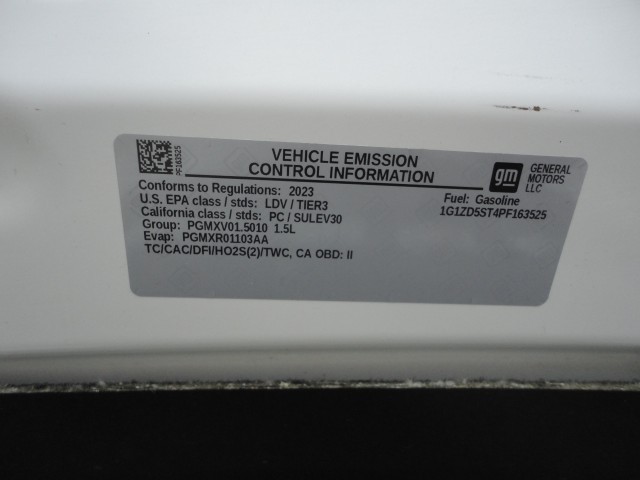 PF163525
VEHICLE EMISSION
CONTROL INFORMATION
gm
GENERAL
MOTORS
LLC
Conforms to Regulations: 2023
U.S. EPA class / stds: LDV / TIER3
California class / stds: PC / SULEV30
Group: PGMXV01.5010 1.5L
Evap: PGMXR01103AA
TC/CAC/DFI/HO2S(2)/TWC, CA OBD: II
Fuel: Gasoline
1G1ZD5ST4PF163525